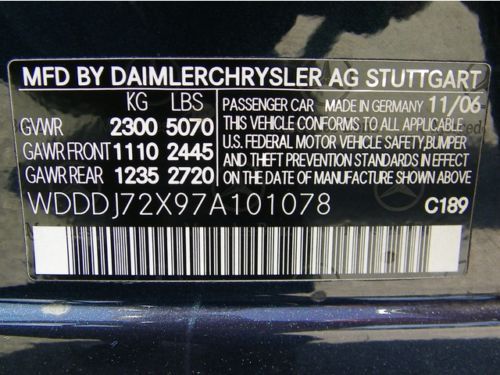 MFD BY DAIMLERCHRYSLER AG STUTTGART
KG LBS
GVWR 2300 5070
GAWR FRONT 1110 2445
GAWR REAR 1235 2720
PASSENGER CAR MADE IN GERMANY 11/06
THIS VEHICLE CONFORMS TO ALL APPLICABLE
U.S. FEDERAL MOTOR VEHICLE SAFETY,BUMPER
AND THEFT PREVENTION STANDARDS IN EFFECT
ON THE DATE OF MANUFACTURE SHOWN ABOVE
WDDDJ72X97A101078
C189